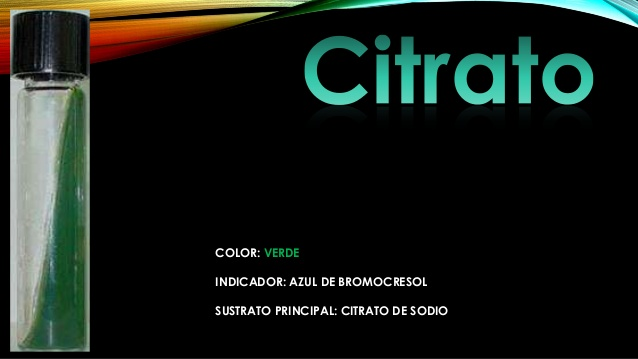 Citrato
COLOR: VERDE
INDICADOR: AZUL DE BROMOCRESOL
SUSTRATO PRINCIPAL: CITRATO DE SODIO